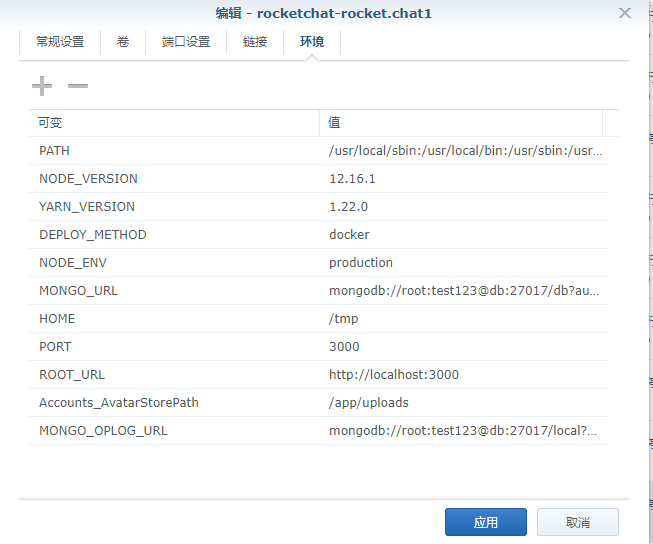 编辑 - rocketchat-rocket.chat1
常规设置 卷 端口设置 链接 环境
可变 值
PATH /usr/local/sbin:/usr/local/bin:/usr/sbin:/usr...
NODE_VERSION 12.16.1
YARN_VERSION 1.22.0
DEPLOY_METHOD docker
NODE_ENV production
MONGO_URL mongodb://root:test123@db:27017/db?au...
HOME /tmp
PORT 3000
ROOT_URL http://localhost:3000
Accounts_AvatarStorePath /app/uploads
MONGO_OPLOG_URL mongodb://root:test123@db:27017/local?...
应用 取消